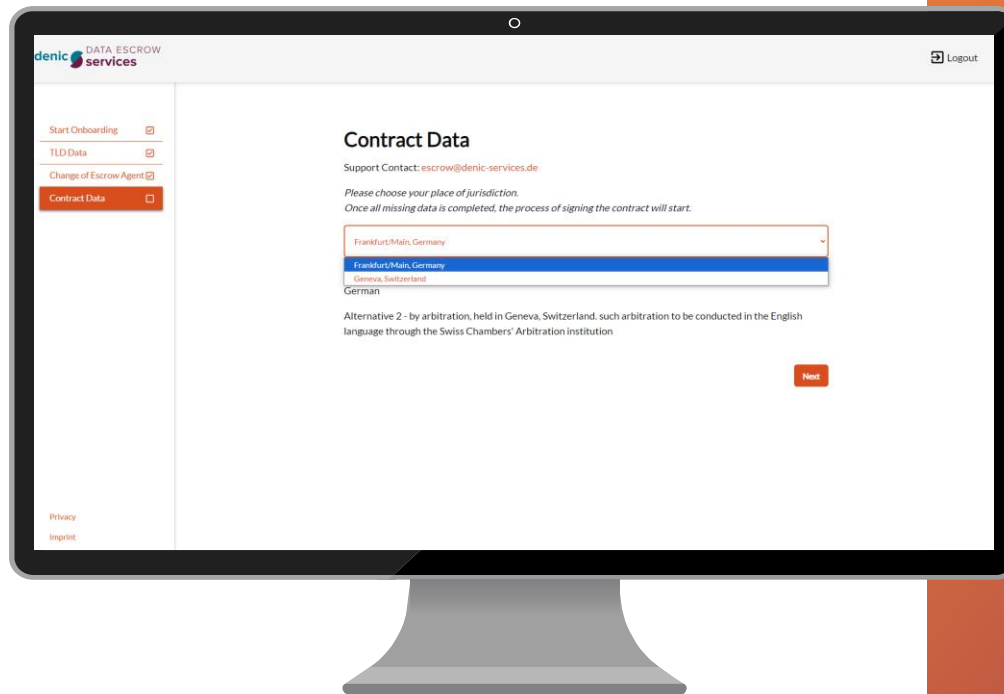 denic DATA ESCROW
services
Logout
Start Onboarding
TLD Data
Change of Escrow Agent
Contract Data
Contract Data
Support Contact: escrow@denic-services.de
Please choose your place of jurisdiction.
Once all missing data is completed, the process of signing the contract will start.
Frankfurt/Main, Germany
Frankfurt/Main, Germany
Geneva, Switzerland
German
Alternative 2 - by arbitration, held in Geneva, Switzerland. such arbitration to be conducted in the English
language through the Swiss Chambers' Arbitration institution
Next
Privacy
Imprint